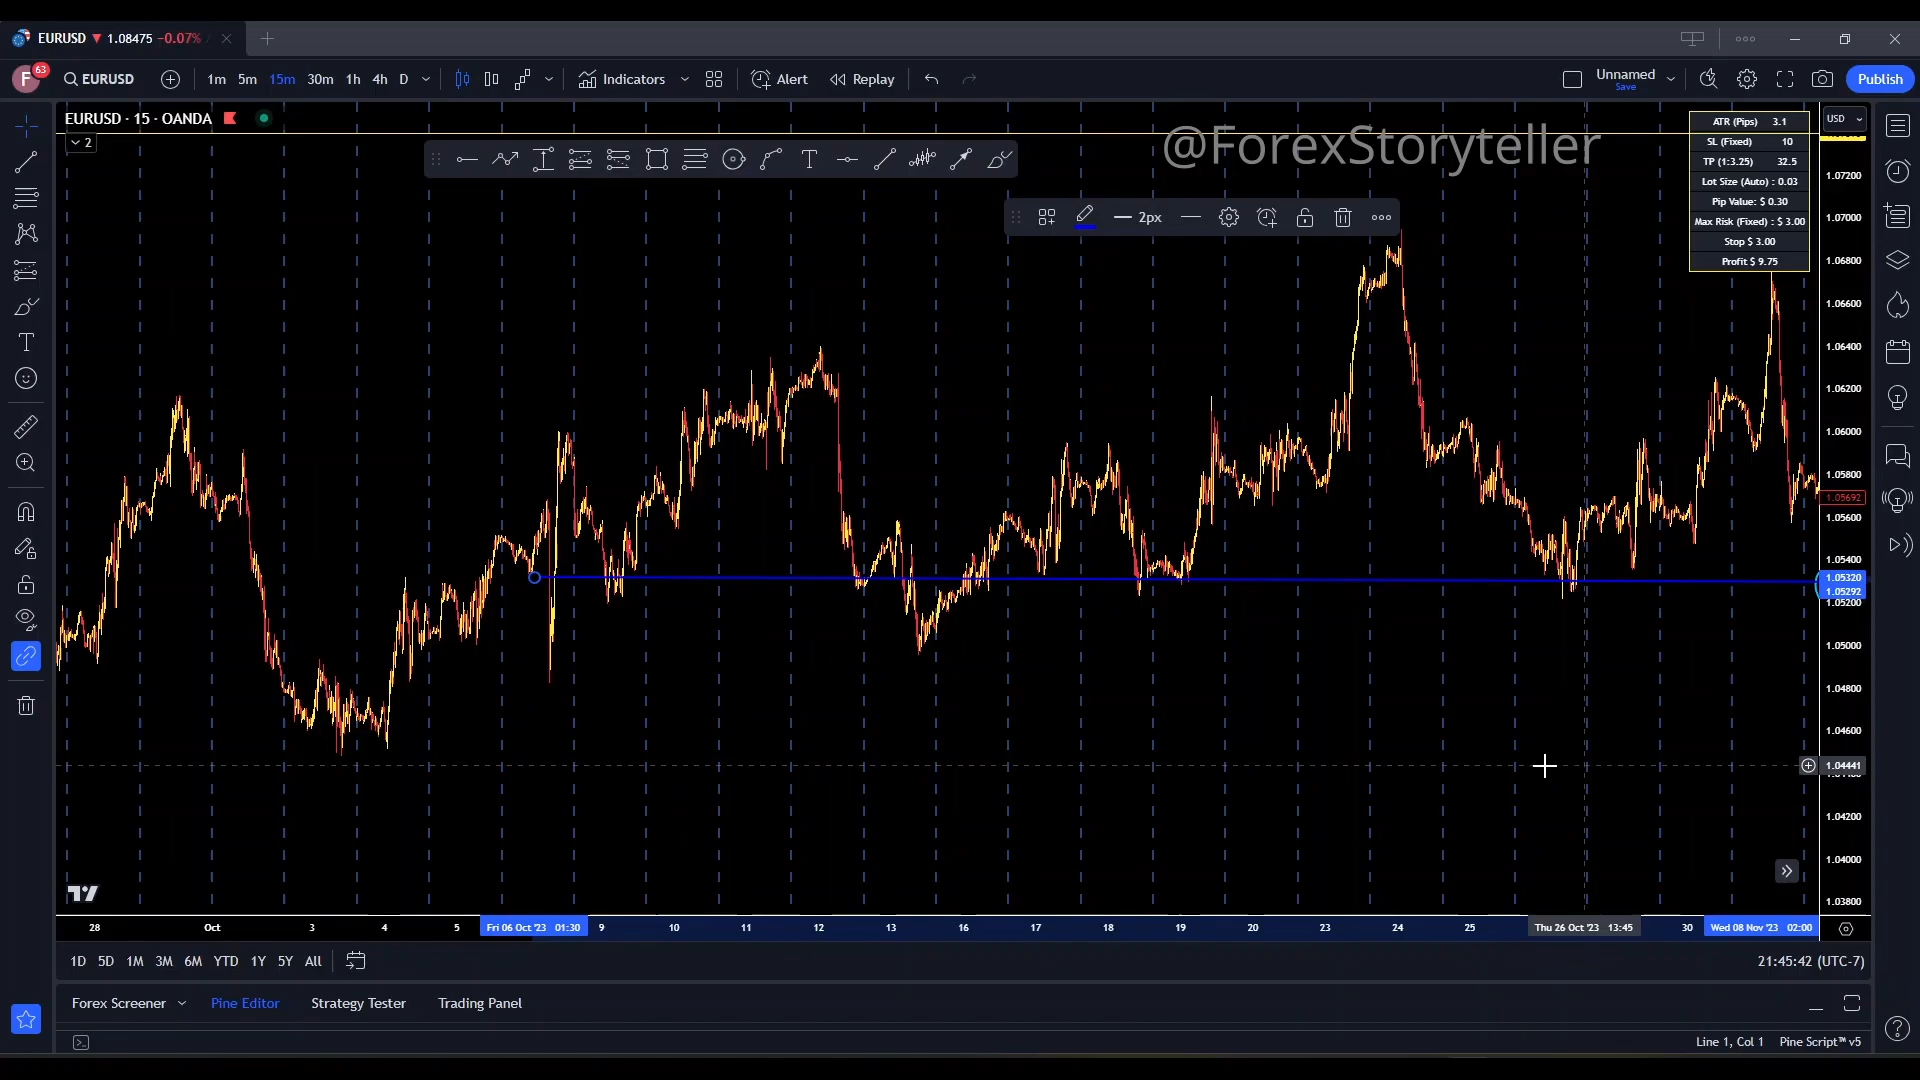 EURUSD 1.08475 −0.07%
F 63 EURUSD 1m 5m 15m 30m 1h 4h D Indicators Alert Replay Unnamed Save Publish
EURUSD · 15 · OANDA
2
@ForexStoryteller
2px
ATR (Pips) 3.1
SL (Fixed) 10
TP (1:3.25) 32.5
Lot Size (Auto) : 0.03
Pip Value: $ 0.30
Max Risk (Fixed) : $ 3.00
Stop $ 3.00
Profit $ 9.75
USD
1.07200
1.07000
1.06800
1.06600
1.06400
1.06200
1.06000
1.05800
1.05692
1.05600
1.05400
1.05320
1.05292
1.05200
1.05000
1.04800
1.04600
1.04441
1.04200
1.04000
1.03800
28 Oct 3 4 5 Fri 06 Oct '23 01:30 9 10 11 12 13 16 17 18 19 20 23 24 25 Thu 26 Oct '23 13:45 30 Wed 08 Nov '23 02:00
1D 5D 1M 3M 6M YTD 1Y 5Y All 21:45:42 (UTC-7)
Forex Screener Pine Editor Strategy Tester Trading Panel
Line 1, Col 1 Pine Script™ v5